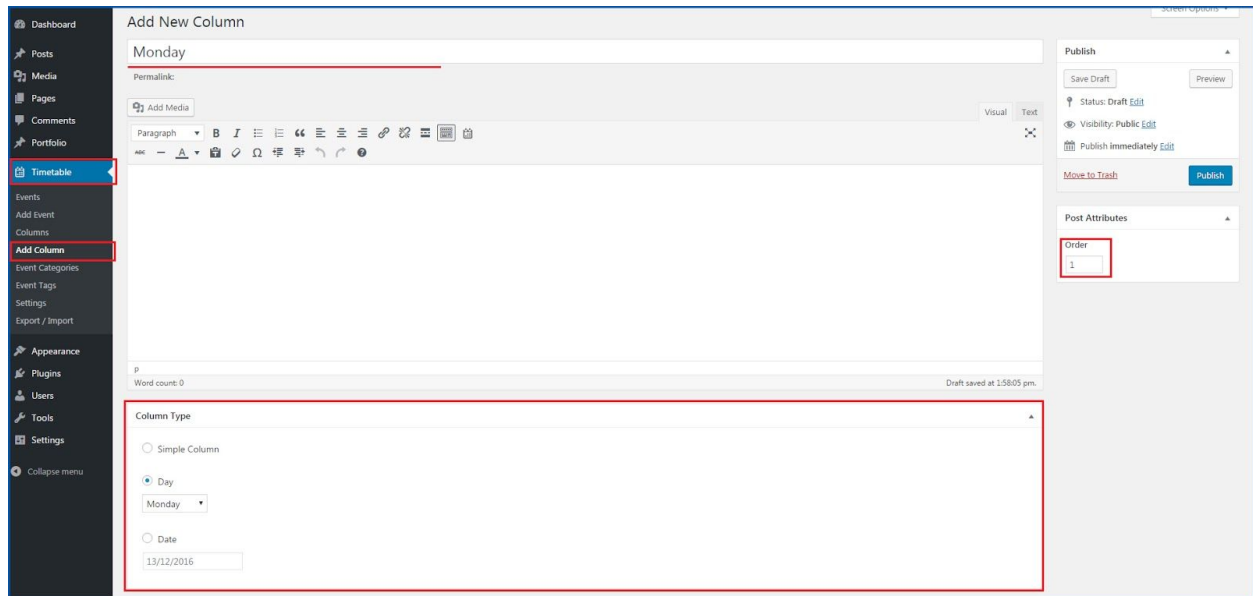 Screen Options
Dashboard
Posts
Media
Pages
Comments
Portfolio
Timetable
Events
Add Event
Columns
Add Column
Event Categories
Event Tags
Settings
Export / Import
Appearance
Plugins
Users
Tools
Settings
Collapse menu
Add New Column
Monday
Permalink:
Add Media
Visual Text
Paragraph B I
ABC A Ω
p
Word count: 0 Draft saved at 1:58:05 pm.
Column Type
Simple Column
Day
Monday
Date
13/12/2016
Publish
Save Draft Preview
Status: Draft Edit
Visibility: Public Edit
Publish immediately Edit
Move to Trash Publish
Post Attributes
Order
1